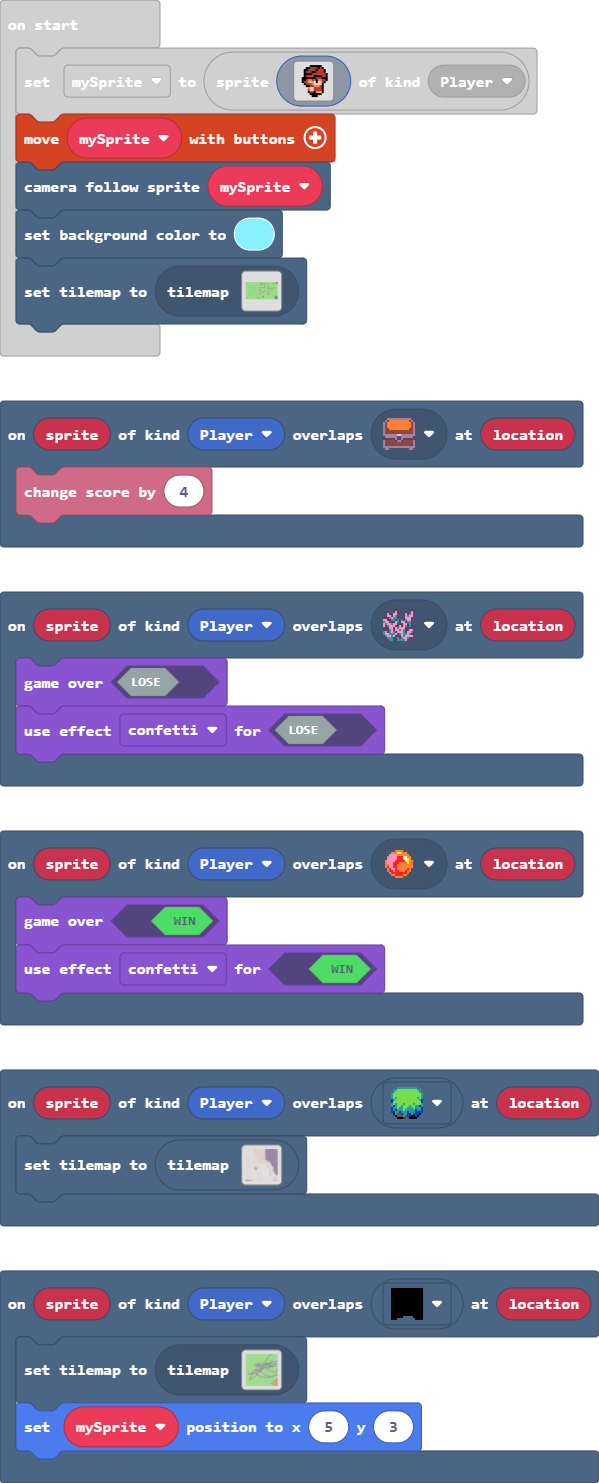 on start
set mySprite to sprite of kind Player
move mySprite with buttons
camera follow sprite mySprite
set background color to
set tilemap to tilemap
on sprite of kind Player overlaps at location
change score by 4
on sprite of kind Player overlaps at location
game over LOSE
use effect confetti for LOSE
on sprite of kind Player overlaps at location
game over WIN
use effect confetti for WIN
on sprite of kind Player overlaps at location
set tilemap to tilemap
on sprite of kind Player overlaps at location
set tilemap to tilemap
set mySprite position to x 5 y 3